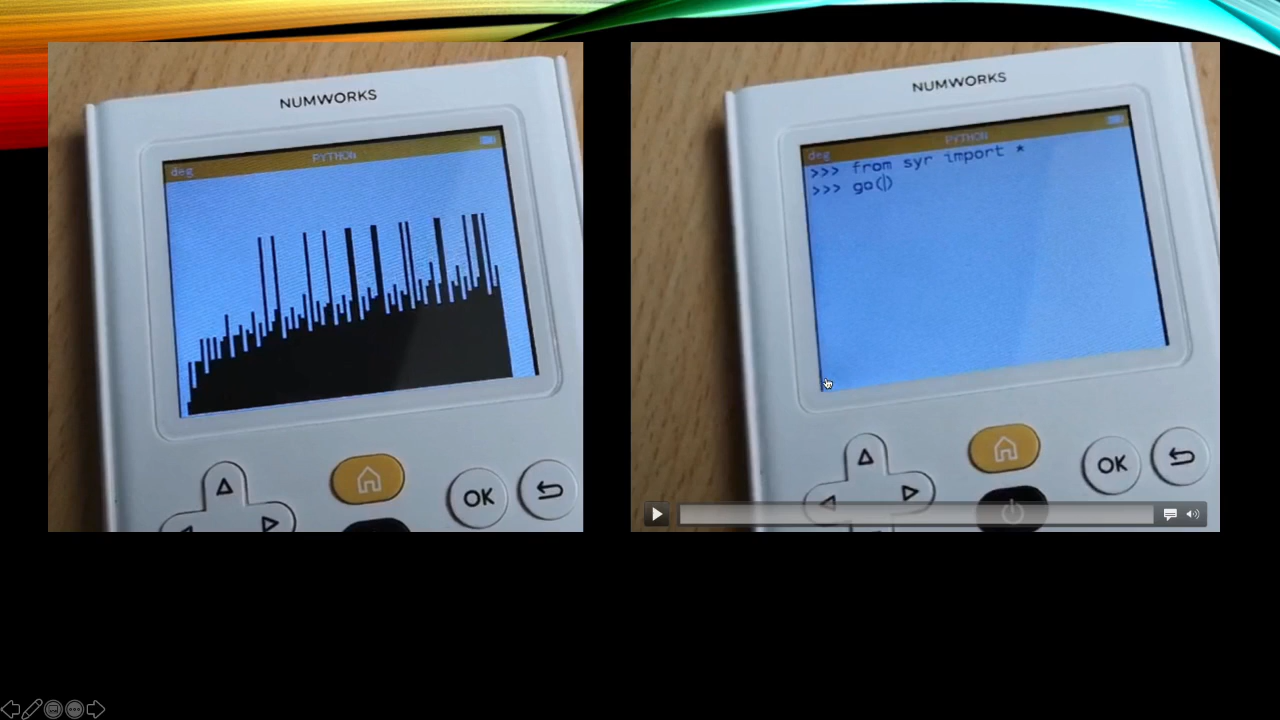 NUMWORKS
deg PYTHON
OK
NUMWORKS
deg PYTHON
>>> from syr import *
>>> go()
OK